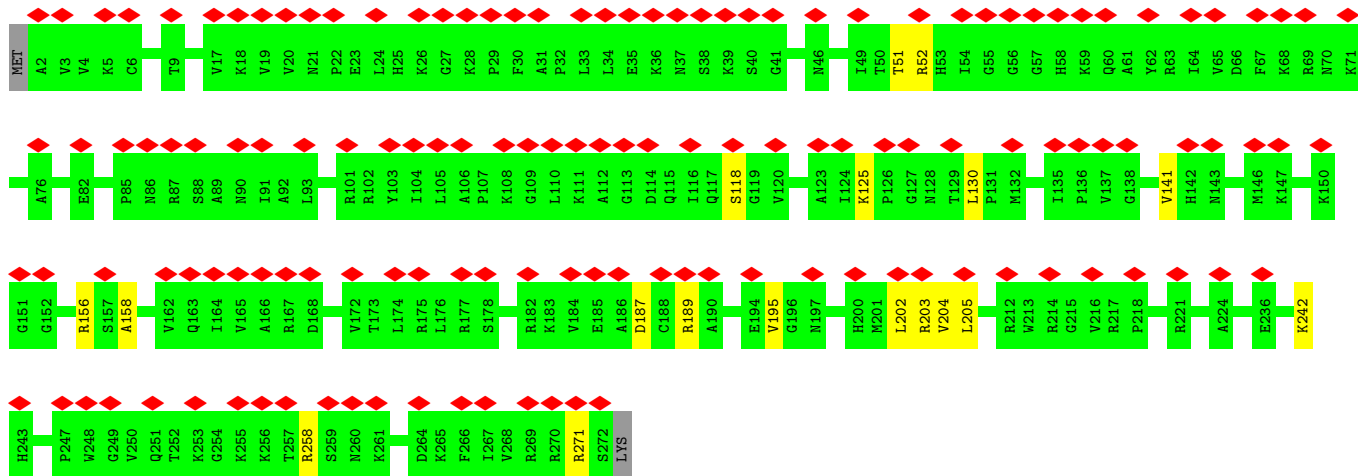 MET A2 V3 V4 K5 C6 T9 V17 K18 V19 V20 N21 P22 E23 L24 H25 K26 G27 K28 P29 F30 A31 P32 L33 L34 E35 K36 N37 S38 K39 S40 G41 N46 I49 T50 T51 R52 H53 I54 G55 G56 G57 H58 K59 Q60 A61 Y62 R63 I64 V65 D66 F67 K68 R69 N70 K71
A76 E82 P85 N86 R87 S88 A89 N90 I91 A92 L93 R101 R102 Y103 I104 L105 A106 P107 K108 G109 L110 K111 A112 G113 D114 Q115 I116 Q117 S118 G119 V120 A123 I124 K125 P126 G127 N128 T129 L130 P131 M132 I135 P136 V137 G138 V141 H142 N143 M146 K147 K150
G151 G152 R156 S157 A158 V162 Q163 I164 V165 A166 R167 D168 V172 T173 L174 R175 L176 R177 S178 R182 K183 V184 E185 A186 D187 C188 R189 A190 E194 V195 G196 N197 H200 M201 L202 R203 V204 L205 R212 W213 R214 G215 V216 R217 P218 R221 A224 E236 K242
H243 P247 W248 G249 V250 Q251 T252 K253 G254 K255 K256 T257 R258 S259 N260 K261 D264 K265 F266 I267 V268 R269 R270 R271 S272 LYS